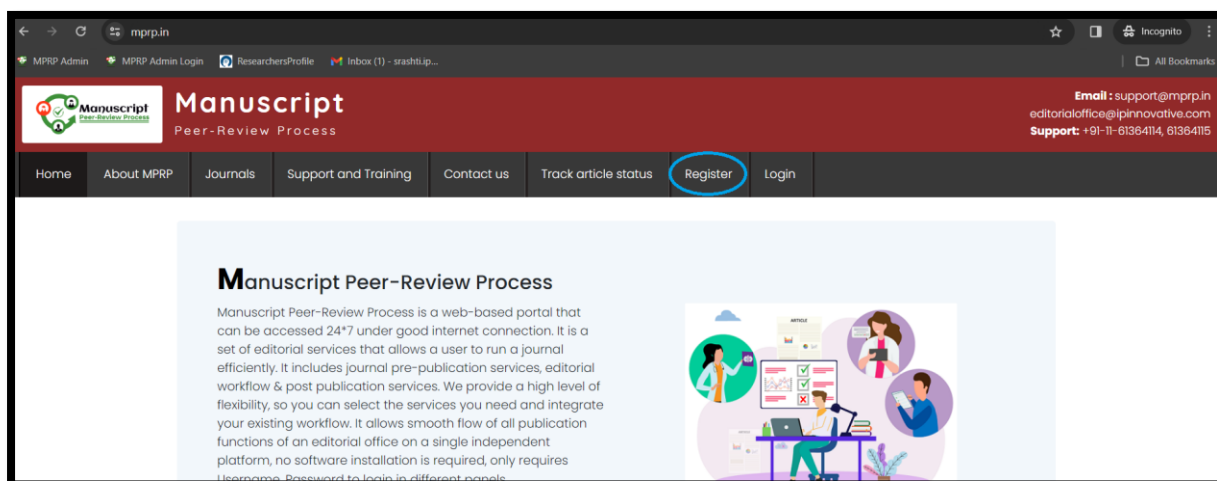 mprp.in
Incognito
MPRP Admin
MPRP Admin Login
ResearchersProfile
Inbox (1) - srashti.ip...
All Bookmarks
Manuscript
Peer-Review Process
Manuscript
Peer-Review Process
Email : support@mprp.in
editorialoffice@ipinnovative.com
Support: +91-11-61364114, 61364115
Home
About MPRP
Journals
Support and Training
Contact us
Track article status
Register
Login
Manuscript Peer-Review Process
Manuscript Peer-Review Process is a web-based portal that
can be accessed 24*7 under good internet connection. It is a
set of editorial services that allows a user to run a journal
efficiently. It includes journal pre-publication services, editorial
workflow & post publication services. We provide a high level of
flexibility, so you can select the services you need and integrate
your existing workflow. It allows smooth flow of all publication
functions of an editorial office on a single independent
platform, no software installation is required, only requires
Username, Password to login in different panels
ARTICLE